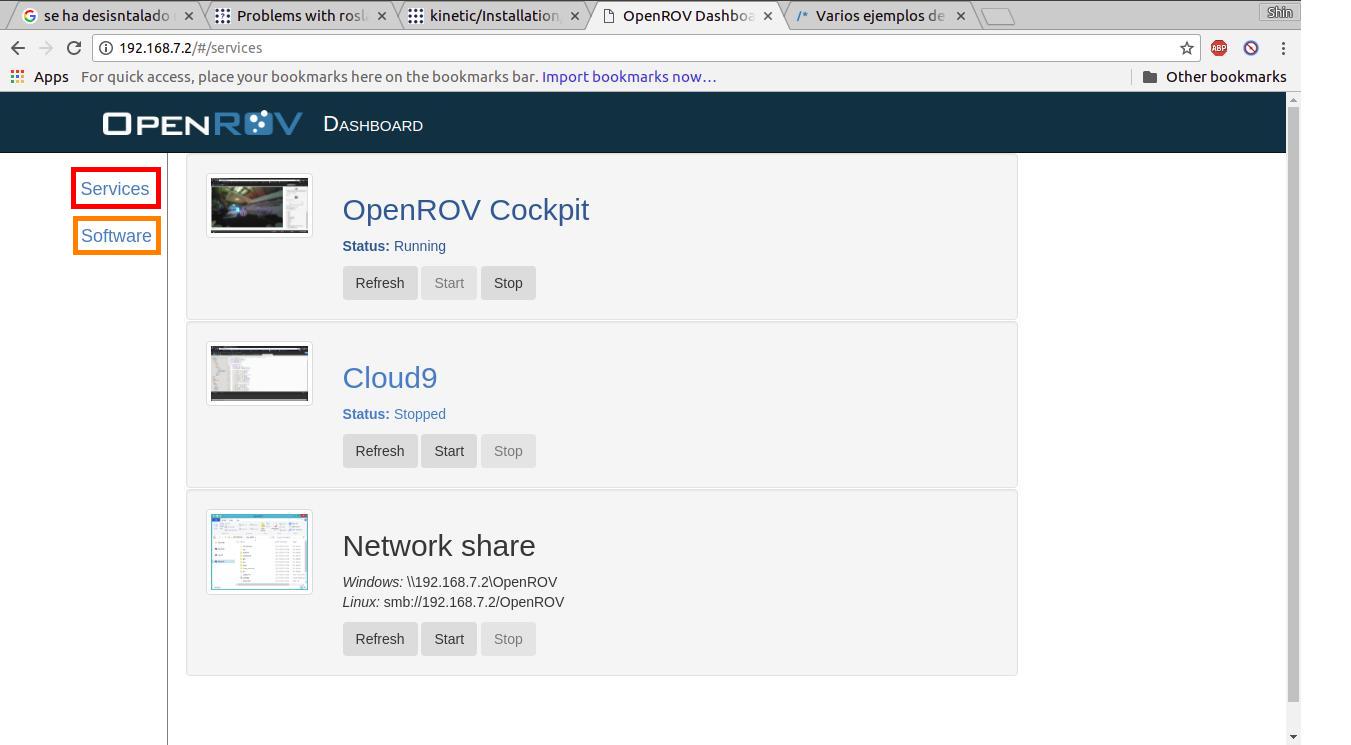 se ha desisntalado
Problems with rosl
kinetic/Installation
OpenROV Dashboa
/* Varios ejemplos de
Shin
192.168.7.2/#/services
ABP
Apps For quick access, place your bookmarks here on the bookmarks bar. Import bookmarks now… Other bookmarks
OPENROV DASHBOARD
Services
Software
OpenROV Cockpit
Status: Running
Refresh Start Stop
Cloud9
Status: Stopped
Refresh Start Stop
Network share
Windows: \\192.168.7.2\OpenROV
Linux: smb://192.168.7.2/OpenROV
Refresh Start Stop